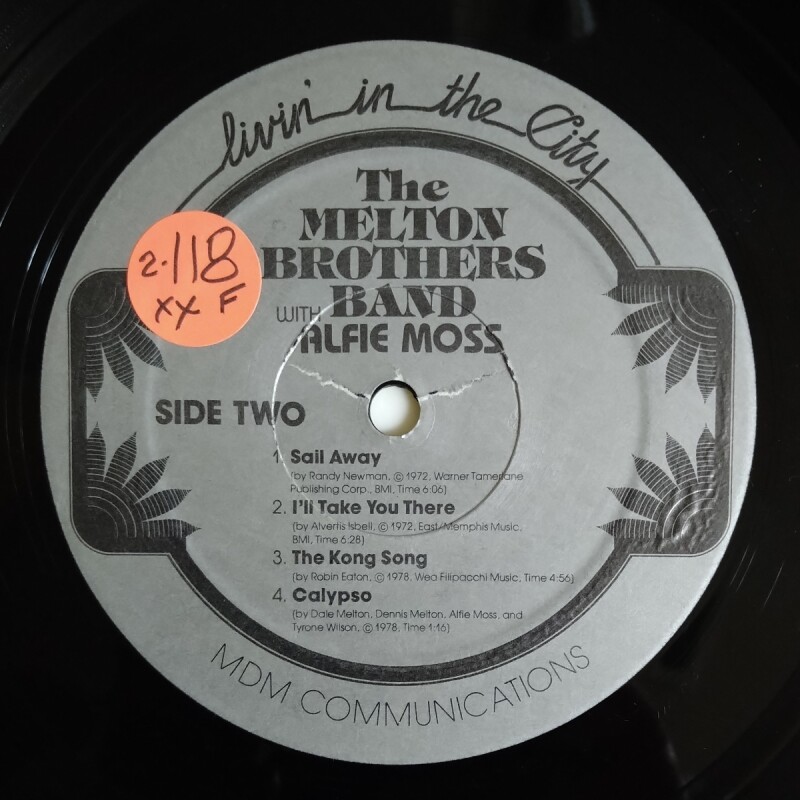 livin' in the City
The
MELTON
BROTHERS
BAND
WITH
ALFIE MOSS
2.118
XX F
SIDE TWO
1. Sail Away
(by Randy Newman, © 1972, Warner Tamerlane
Publishing Corp., BMI, Time 6:06)
2. I'll Take You There
(by Alvertis Isbell, © 1972, East/Memphis Music,
BMI, Time 6:28)
3. The Kong Song
(by Robin Eaton, © 1978, Wea Filipacchi Music, Time 4:56)
4. Calypso
(by Dale Melton, Dennis Melton, Alfie Moss, and
Tyrone Wilson, © 1978, Time 1:16)
MDM COMMUNICATIONS